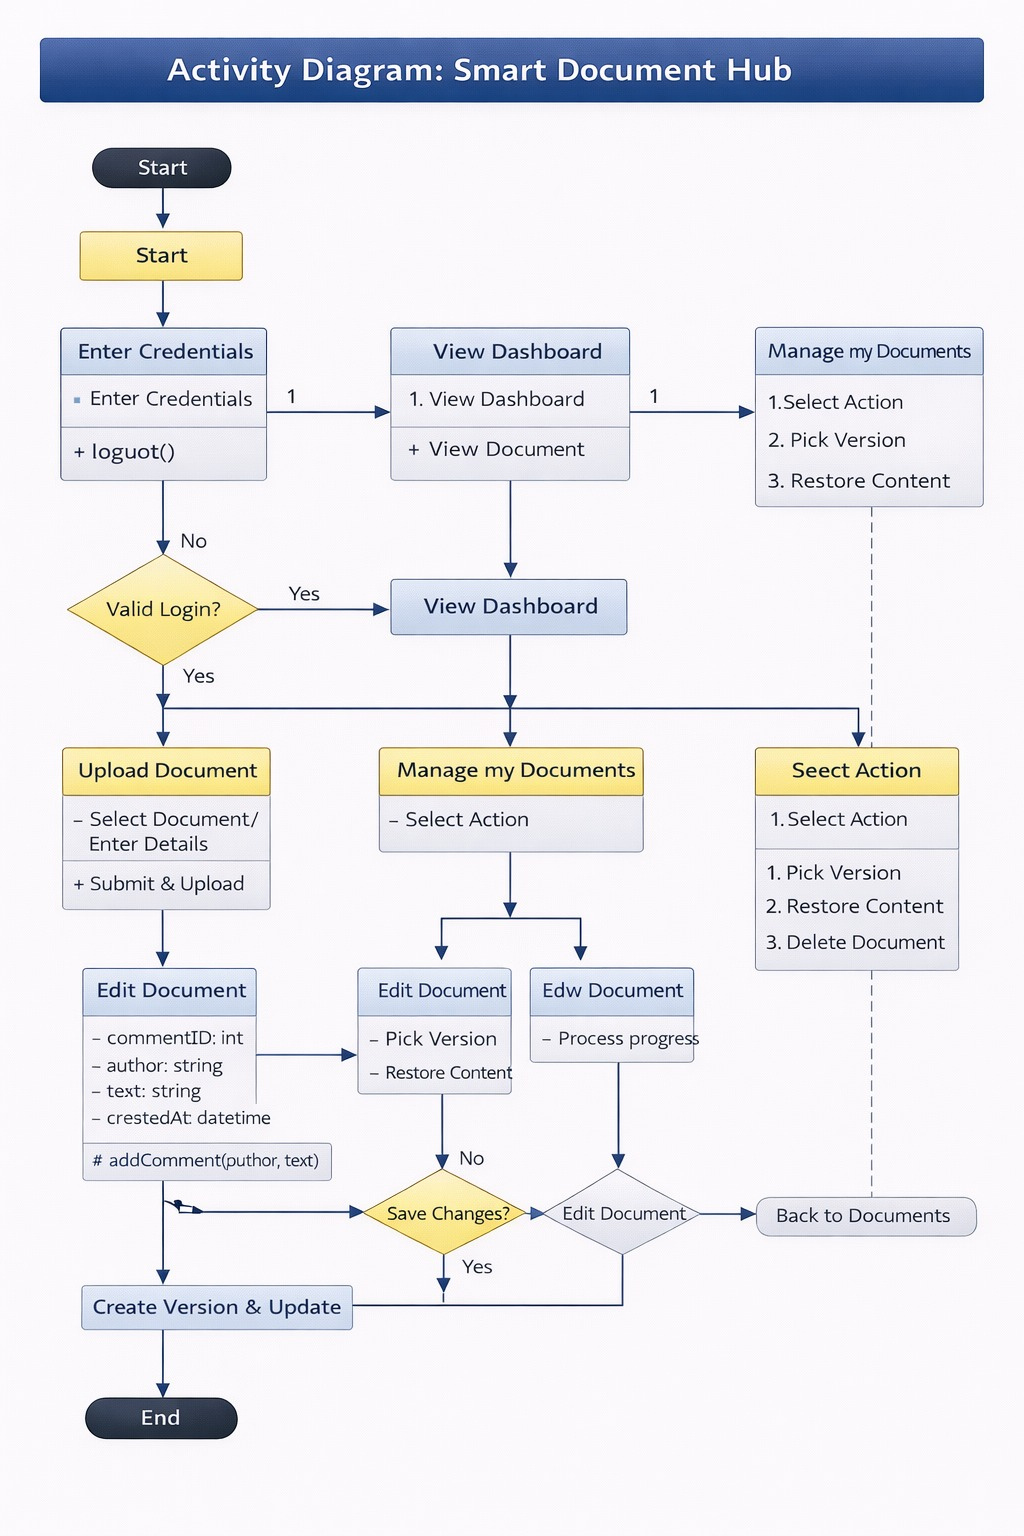 Activity Diagram: Smart Document Hub
Start
Start
Enter Credentials
▪ Enter Credentials
+ loguot()
1
View Dashboard
1. View Dashboard
+ View Document
1
Manage my Documents
1.Select Action
2. Pick Version
3. Restore Content
No
Valid Login?
Yes
View Dashboard
Yes
Upload Document
– Select Document/
Enter Details
+ Submit & Upload
Manage my Documents
– Select Action
Seect Action
1. Select Action
1. Pick Version
2. Restore Content
3. Delete Document
Edit Document
– commentID: int
– author: string
– text: string
– crestedAt: datetime
# addComment(puthor, text)
Edit Document
– Pick Version
– Restore Content
Edw Document
– Process progress
No
Save Changes?
Edit Document
Back to Documents
Yes
Create Version & Update
End